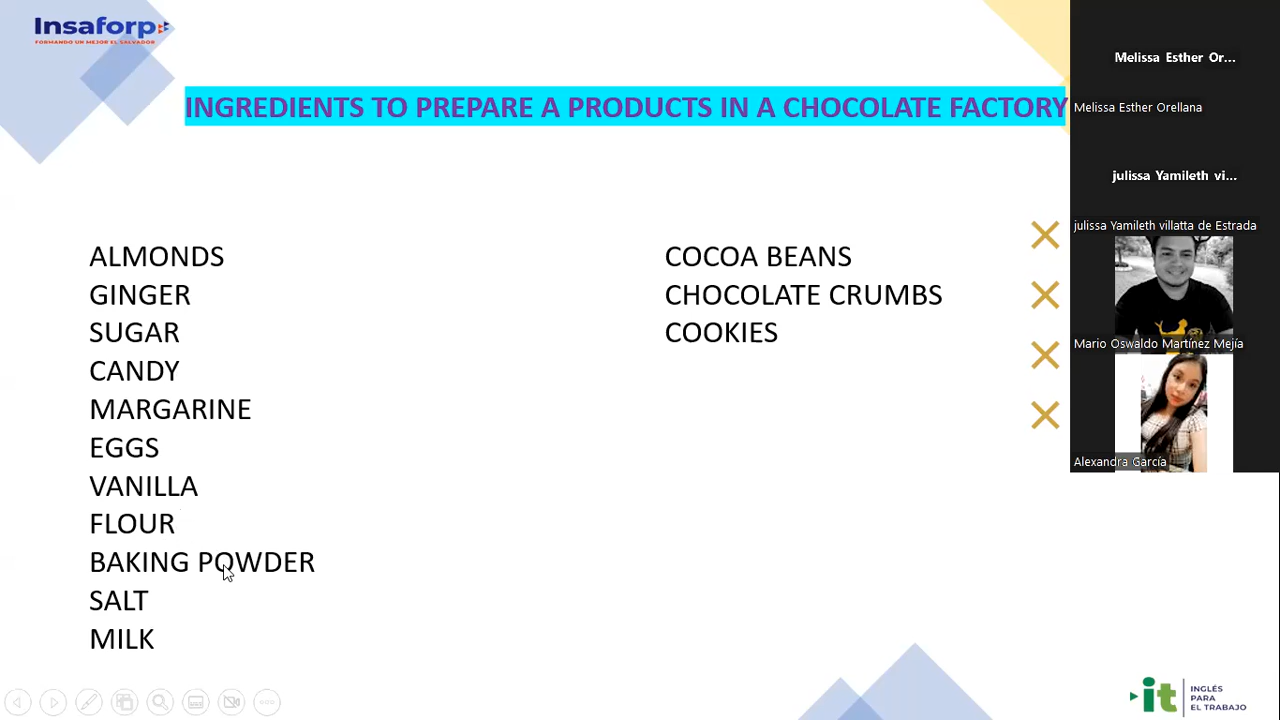 Insaforp
FORMANDO UN MEJOR EL SALVADOR
INGREDIENTS TO PREPARE A PRODUCTS IN A CHOCOLATE FACTORY
ALMONDS
GINGER
SUGAR
CANDY
MARGARINE
EGGS
VANILLA
FLOUR
BAKING POWDER
SALT
MILK
COCOA BEANS
CHOCOLATE CRUMBS
COOKIES
Melissa Esther Or...
Melissa Esther Orellana
julissa Yamileth vi...
julissa Yamileth villatta de Estrada
Mario Oswaldo Martínez Mejía
Alexandra García
it
INGLÉS
PARA
EL TRABAJO